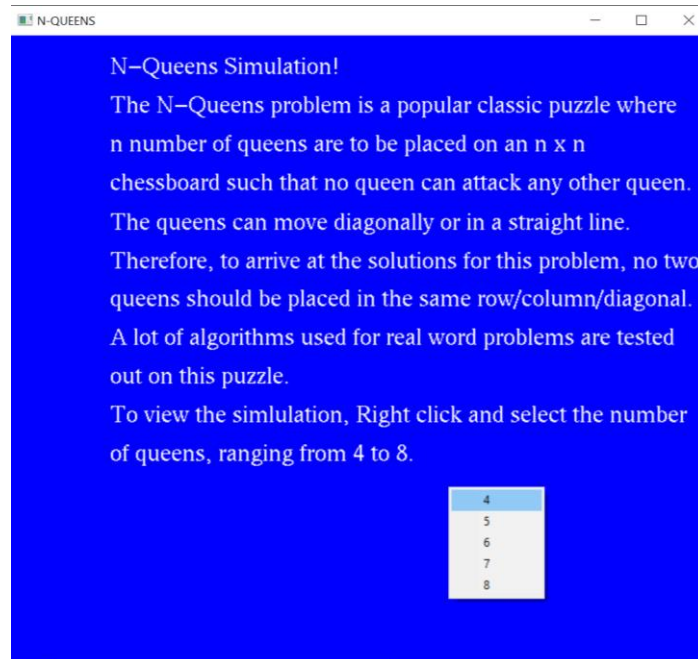 N-QUEENS
N–Queens Simulation!
The N–Queens problem is a popular classic puzzle where
n number of queens are to be placed on an n x n
chessboard such that no queen can attack any other queen.
The queens can move diagonally or in a straight line.
Therefore, to arrive at the solutions for this problem, no two
queens should be placed in the same row/column/diagonal.
A lot of algorithms used for real word problems are tested
out on this puzzle.
To view the simlulation, Right click and select the number
of queens, ranging from 4 to 8.
4
5
6
7
8